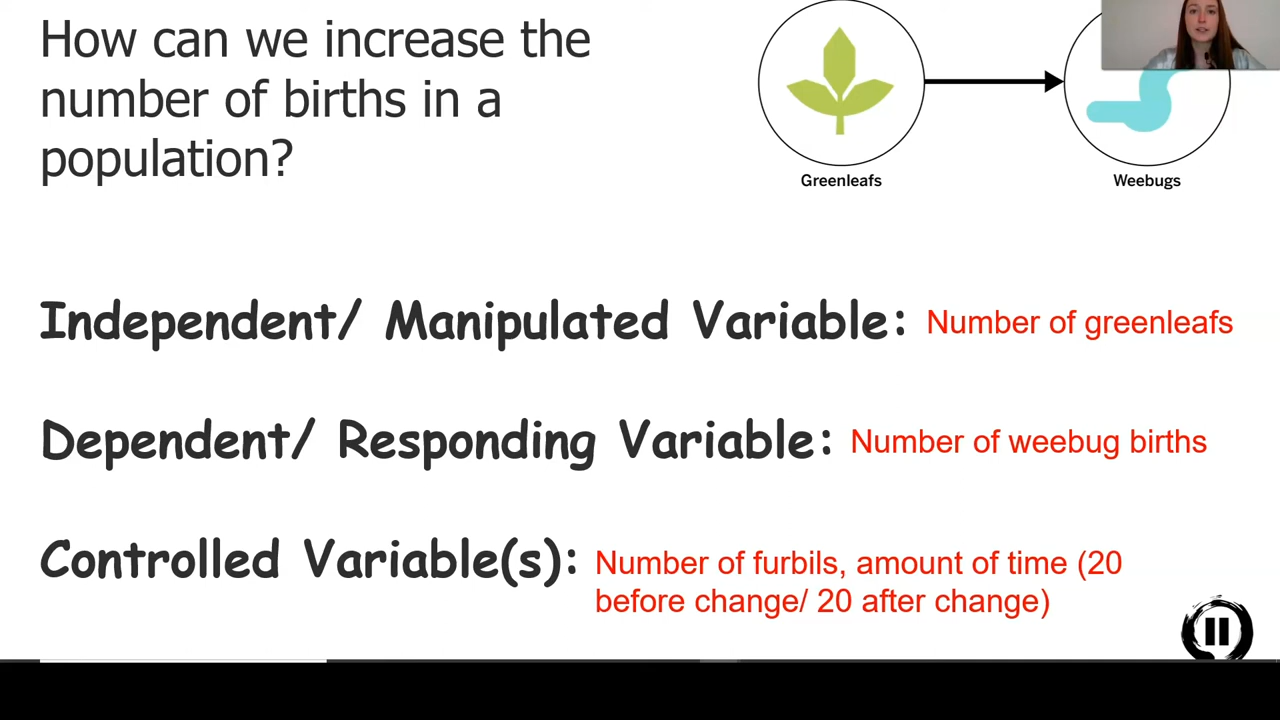 How can we increase the
number of births in a
population?
Greenleafs
Weebugs
Independent/ Manipulated Variable: Number of greenleafs
Dependent/ Responding Variable: Number of weebug births
Controlled Variable(s): Number of furbils, amount of time (20
before change/ 20 after change)